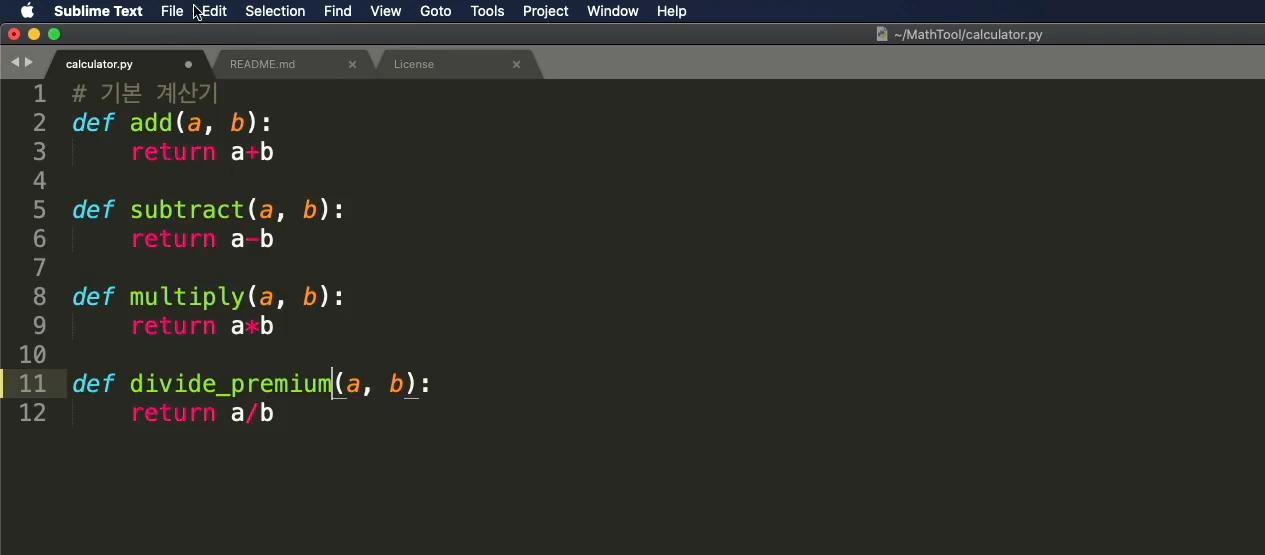 Sublime Text File Edit Selection Find View Goto Tools Project Window Help
~/MathTool/calculator.py
calculator.py README.md License
1 # 기본 계산기
2 def add(a, b):
3 return a+b
4
5 def subtract(a, b):
6 return a-b
7
8 def multiply(a, b):
9 return a*b
10
11 def divide_premium(a, b):
12 return a/b